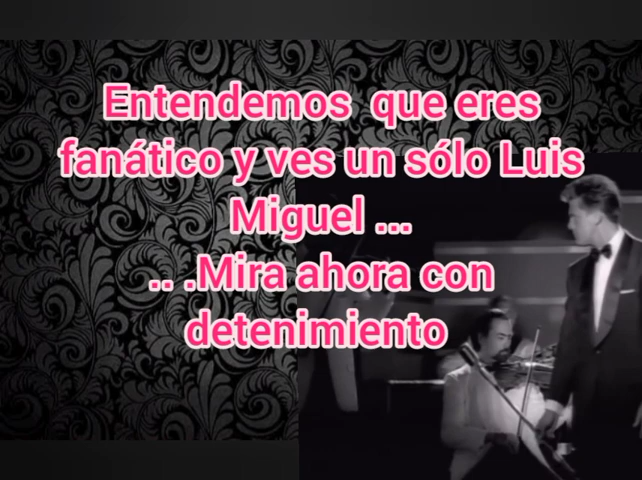 Entendemos que eres
fanático y ves un sólo Luis
Miguel ...
.. .Mira ahora con
detenimiento